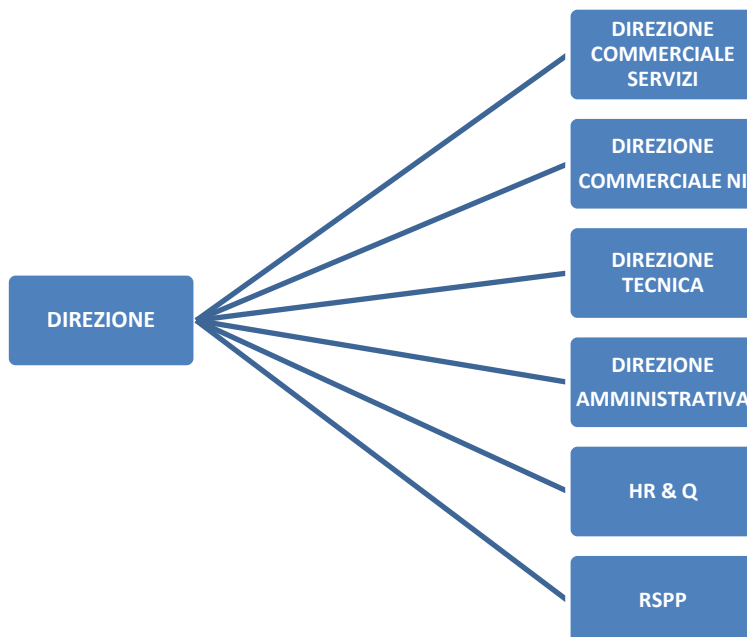 DIREZIONE
COMMERCIALE
SERVIZI
DIREZIONE
COMMERCIALE NI
DIREZIONE
TECNICA
DIREZIONE
DIREZIONE
AMMINISTRATIVA
HR & Q
RSPP